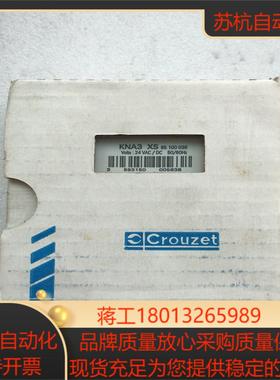 苏杭自动化
KNA3 XS 85 100 036
Volts : 24 VAC / DC 50/60Hz
3 593150 005838
Crouzet
蒋工18013265989
自动化 品牌质量放心采购质量保
开票 现货充足为您提供稳定的